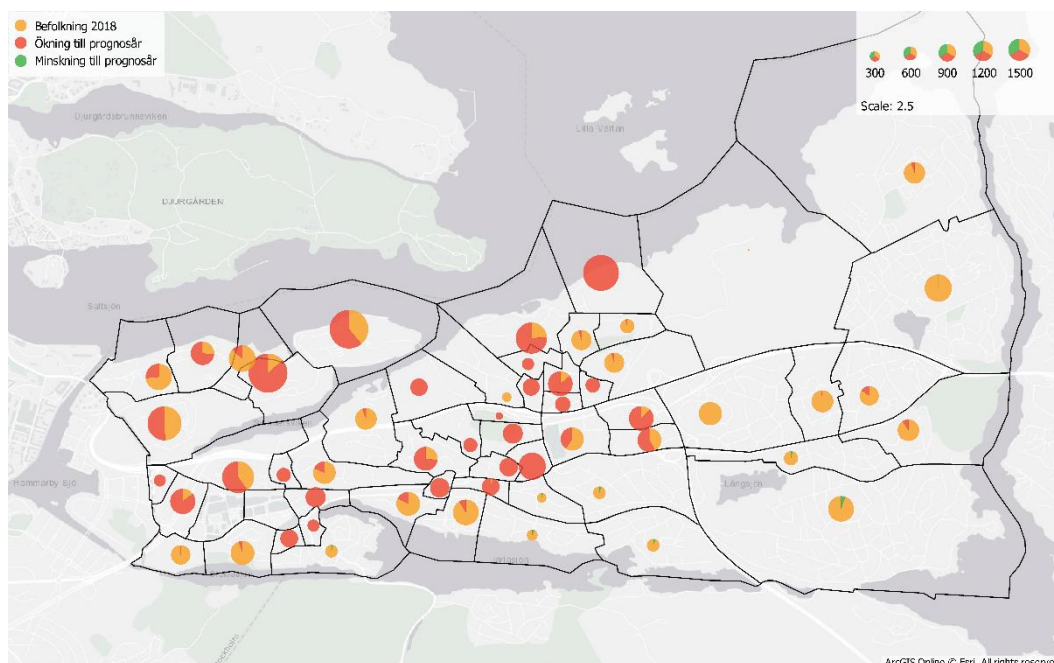 Befolkning 2018
Ökning till prognosår
Minskning till prognosår
300 600 900 1200 1500
Scale: 2.5
Djurgårdsbrunnsviken
Lilla Värtan
DJURGÅRDEN
Saltsjön
Hammarby Sjö
Långsjön
ArcGIS Online © Esri. All rights reserve